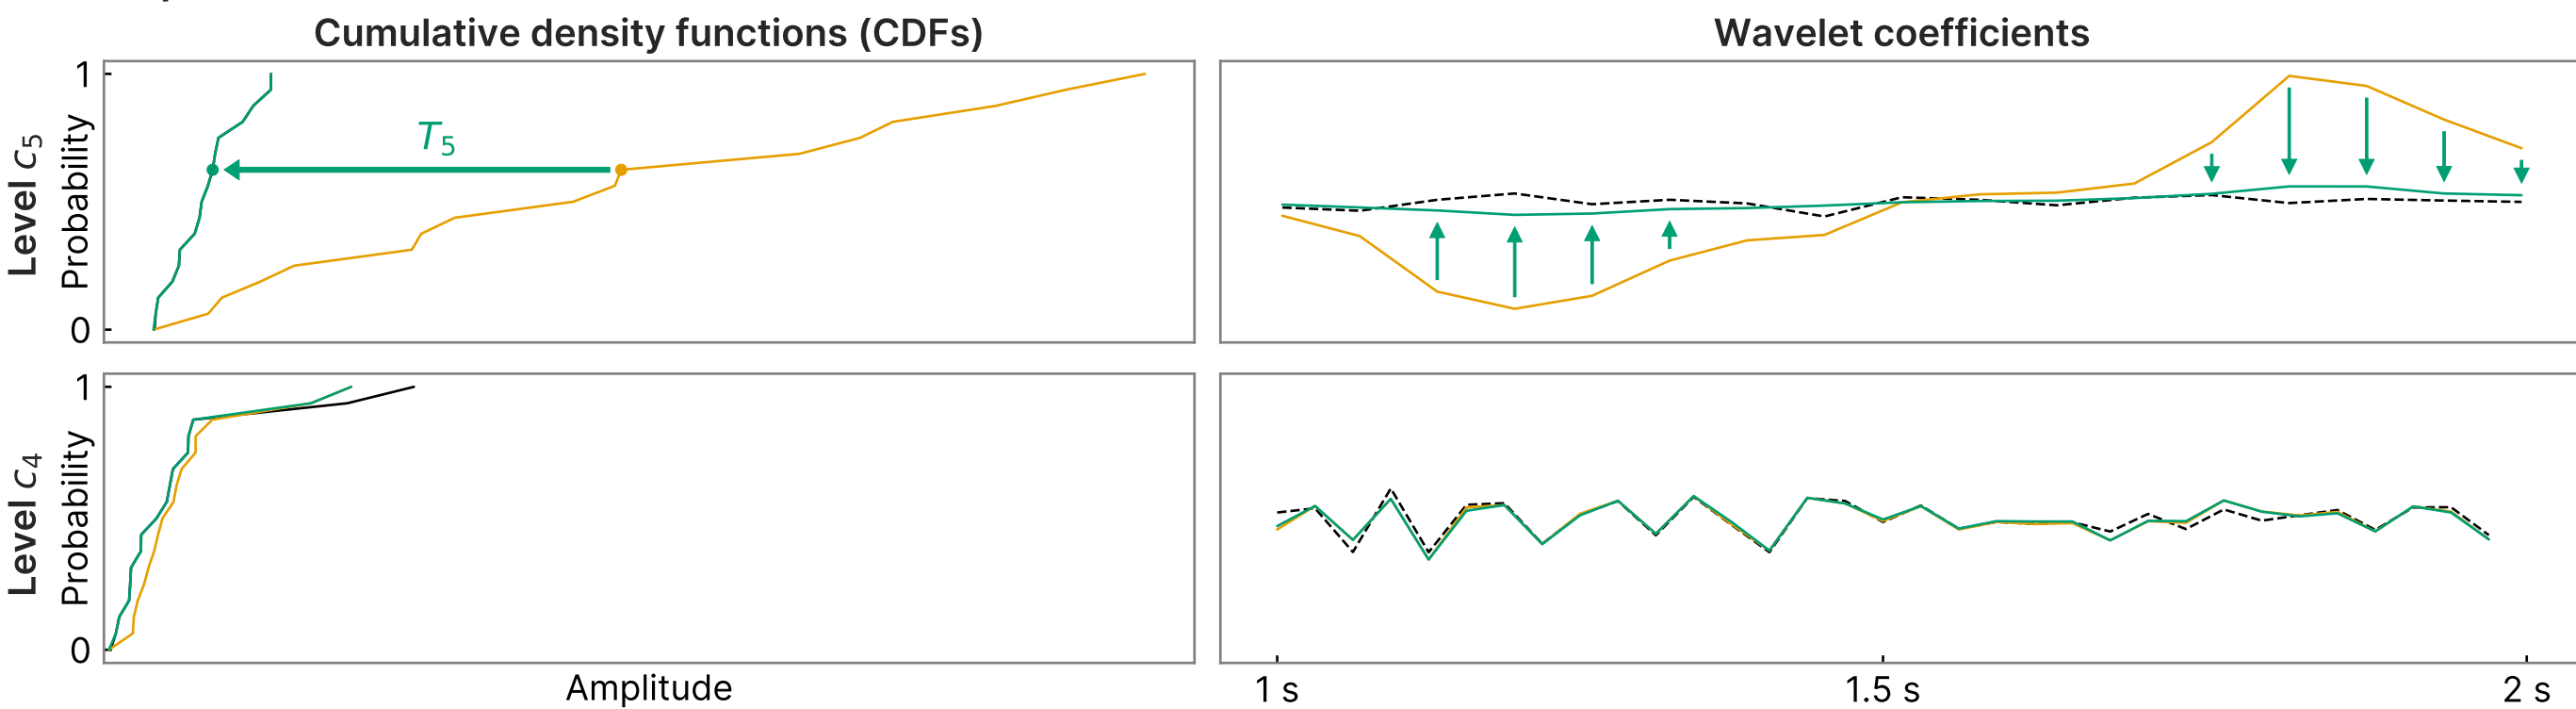 Cumulative density functions (CDFs)
Wavelet coefficients
Level c5
Probability
1
0
T5
Level c4
Probability
1
0
Amplitude
1 s
1.5 s
2 s